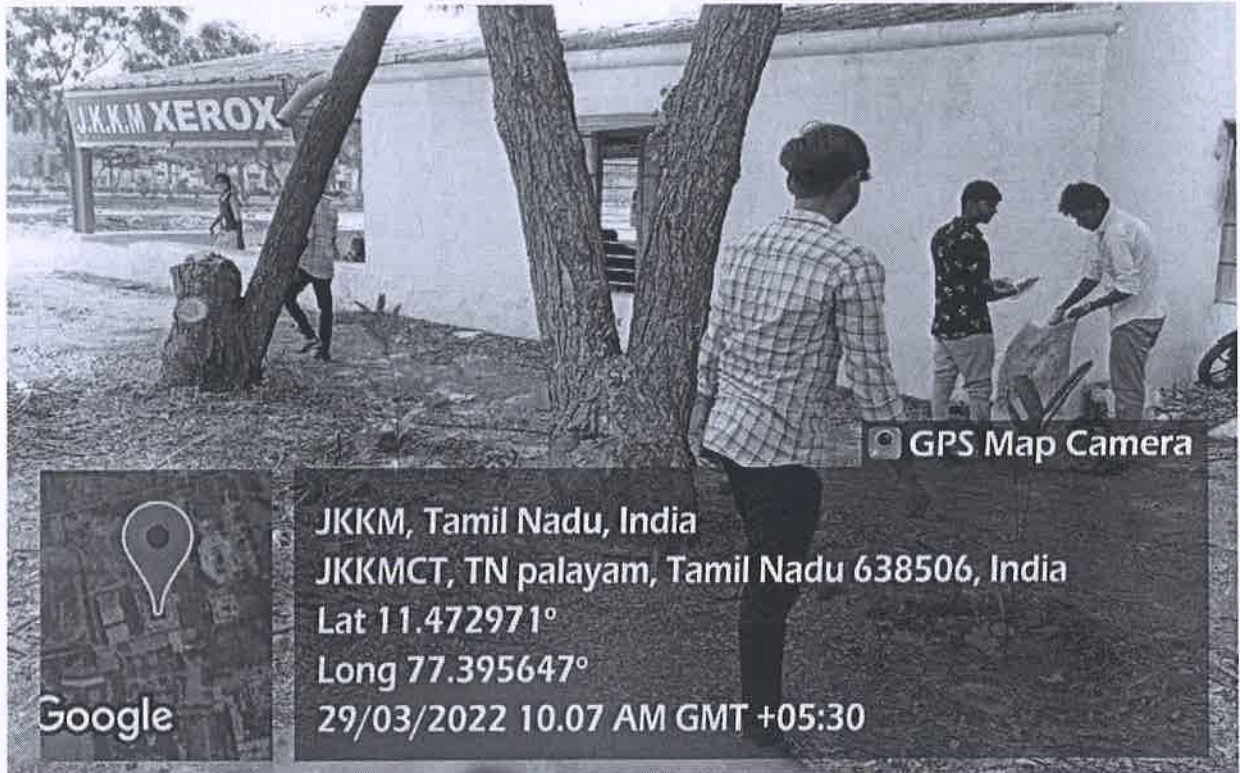 J.K.K.M XEROX
GPS Map Camera
JKKM, Tamil Nadu, India
JKKMCT, TN palayam, Tamil Nadu 638506, India
Lat 11.472971°
Long 77.395647°
29/03/2022 10.07 AM GMT +05:30
Google